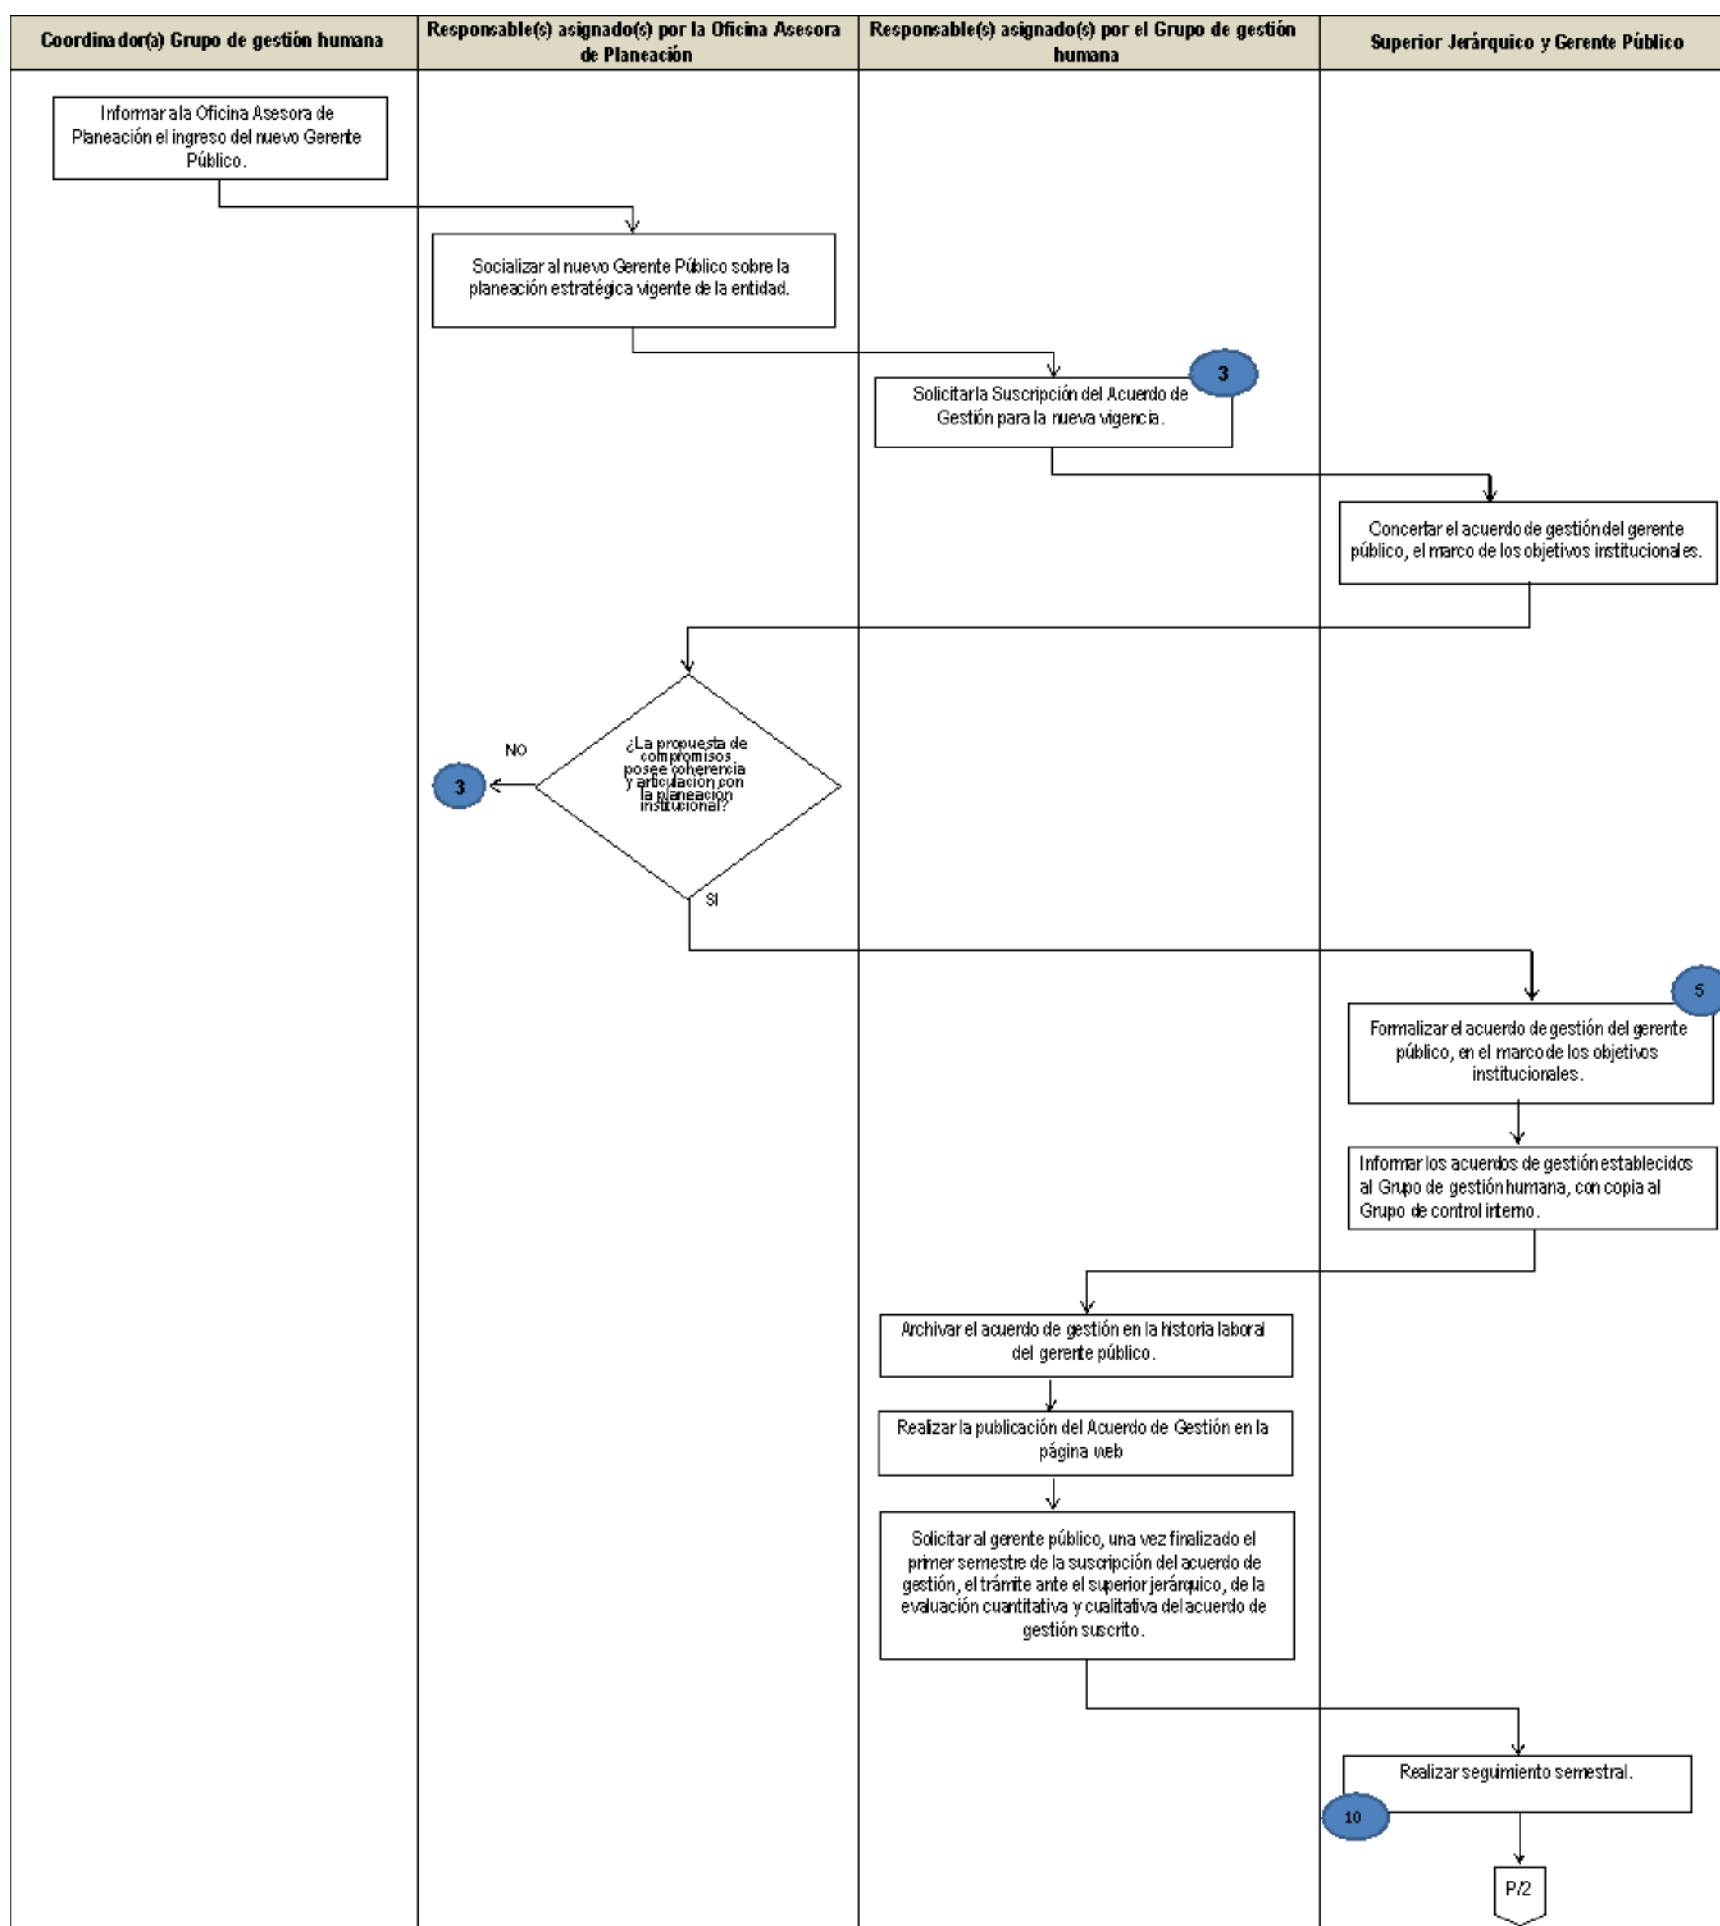 Coordinador(a) Grupo de gestión humana
Responsable(s) asignado(s) por la Oficina Asesora
de Planeación
Responsable(s) asignado(s) por el Grupo de gestión
humana
Superior Jerárquico y Gerente Público
Informar a la Oficina Asesora de
Planeación el ingreso del nuevo Gerente
Público.
Socializar al nuevo Gerente Público sobre la
planeación estratégica vigente de la entidad.
3
Solicitar la Suscripción del Acuerdo de
Gestión para la nueva vigencia.
Concertar el acuerdo de gestión del gerente
público, el marco de los objetivos institucionales.
¿La propuesta de
compromisos
posee coherencia
y articulación con
la planeación
institucional?
NO
3
SI
5
Formalizar el acuerdo de gestión del gerente
público, en el marco de los objetivos
institucionales.
Informar los acuerdos de gestión establecidos
al Grupo de gestión humana, con copia al
Grupo de control interno.
Archivar el acuerdo de gestión en la historia laboral
del gerente público.
Realizar la publicación del Acuerdo de Gestión en la
página web
Solicitar al gerente público, una vez finalizado el
primer semestre de la suscripción del acuerdo de
gestión, el trámite ante el superior jerárquico, de la
evaluación cuantitativa y cualitativa del acuerdo de
gestión suscrito.
Realizar seguimiento semestral.
10
P/2